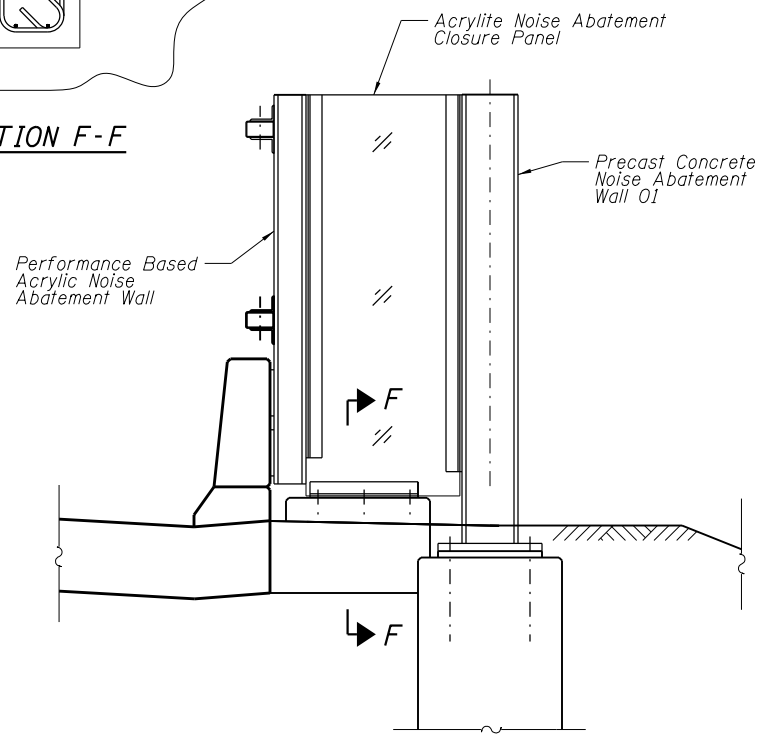 Acrylite Noise Abatement
Closure Panel
TION F-F
Precast Concrete
Noise Abatement
Wall 01
Performance Based
Acrylic Noise
Abatement Wall
F
F